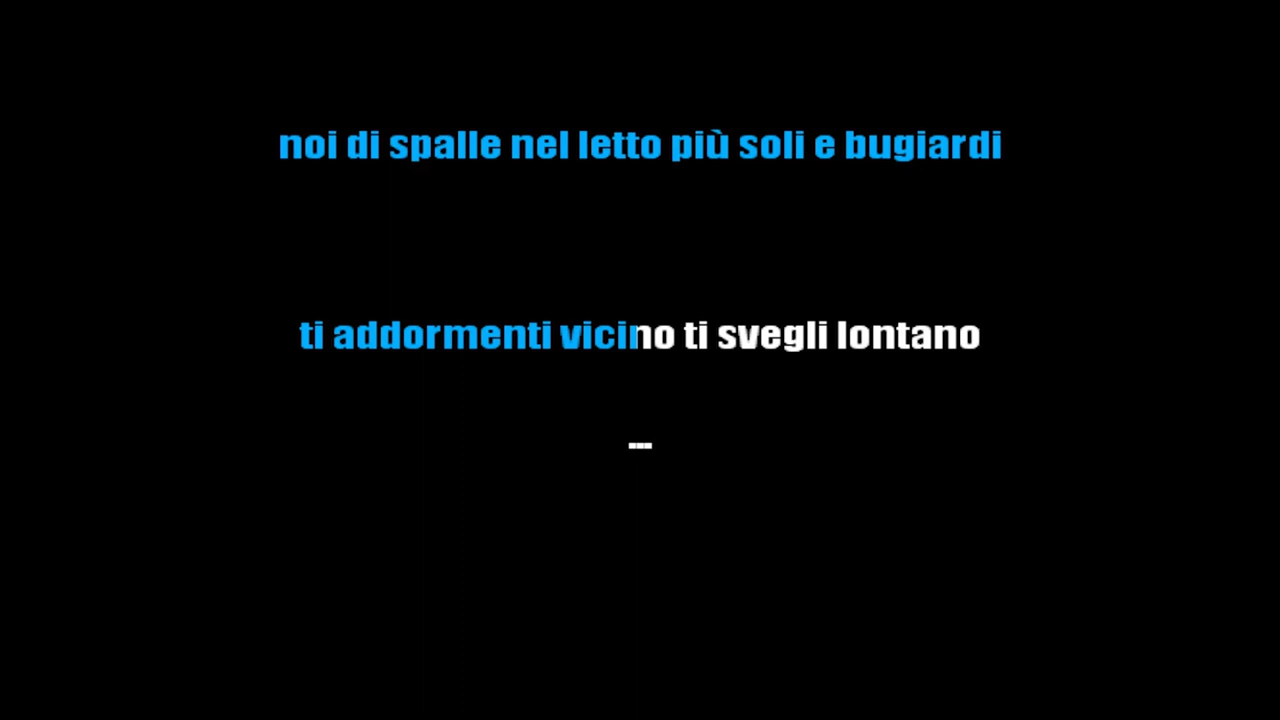 noi di spalle nel letto più soli e bugiardi
ti addormenti vicino ti svegli lontano
---